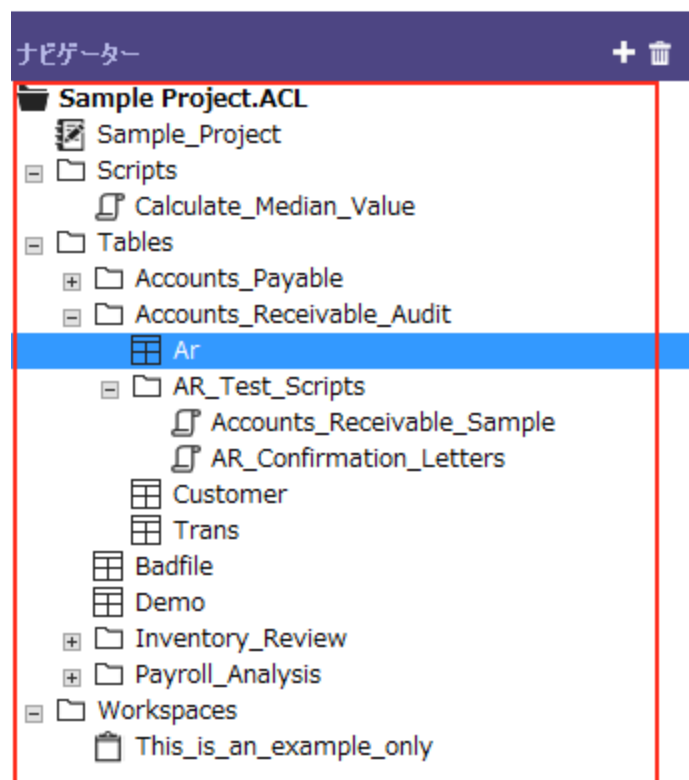 ナビゲーター
Sample Project.ACL
Sample_Project
Scripts
Calculate_Median_Value
Tables
Accounts_Payable
Accounts_Receivable_Audit
Ar
AR_Test_Scripts
Accounts_Receivable_Sample
AR_Confirmation_Letters
Customer
Trans
Badfile
Demo
Inventory_Review
Payroll_Analysis
Workspaces
This_is_an_example_only